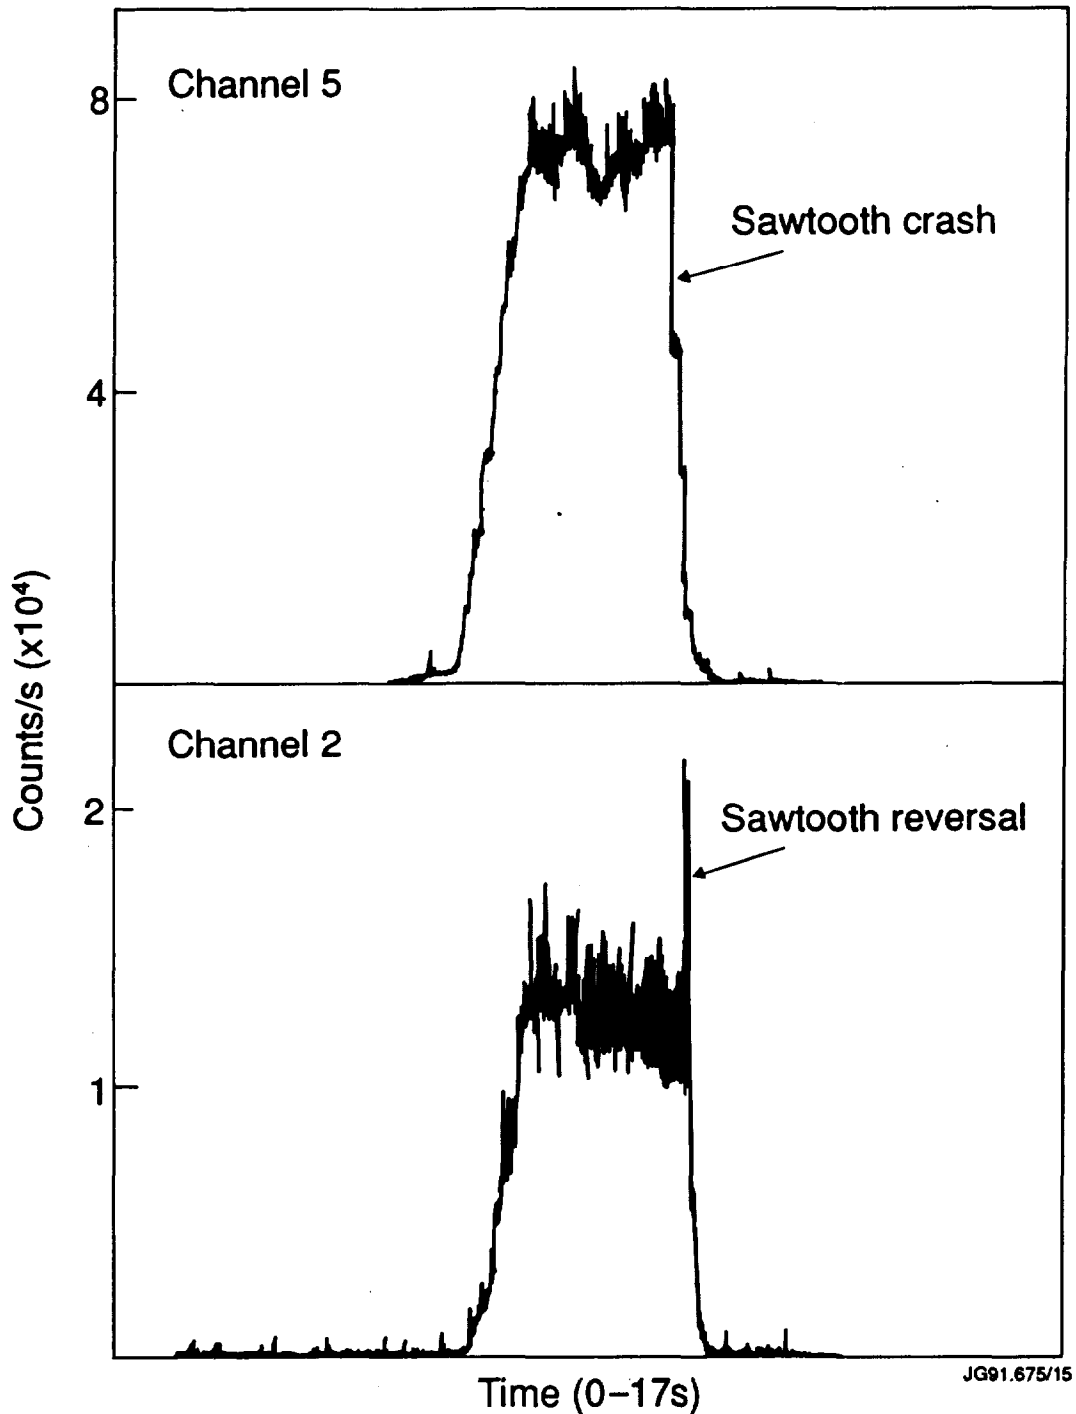 Channel 5
8
Sawtooth crash
4
Counts/s (x10⁴)
Channel 2
2
Sawtooth reversal
1
JG91.675/15
Time (0–17s)